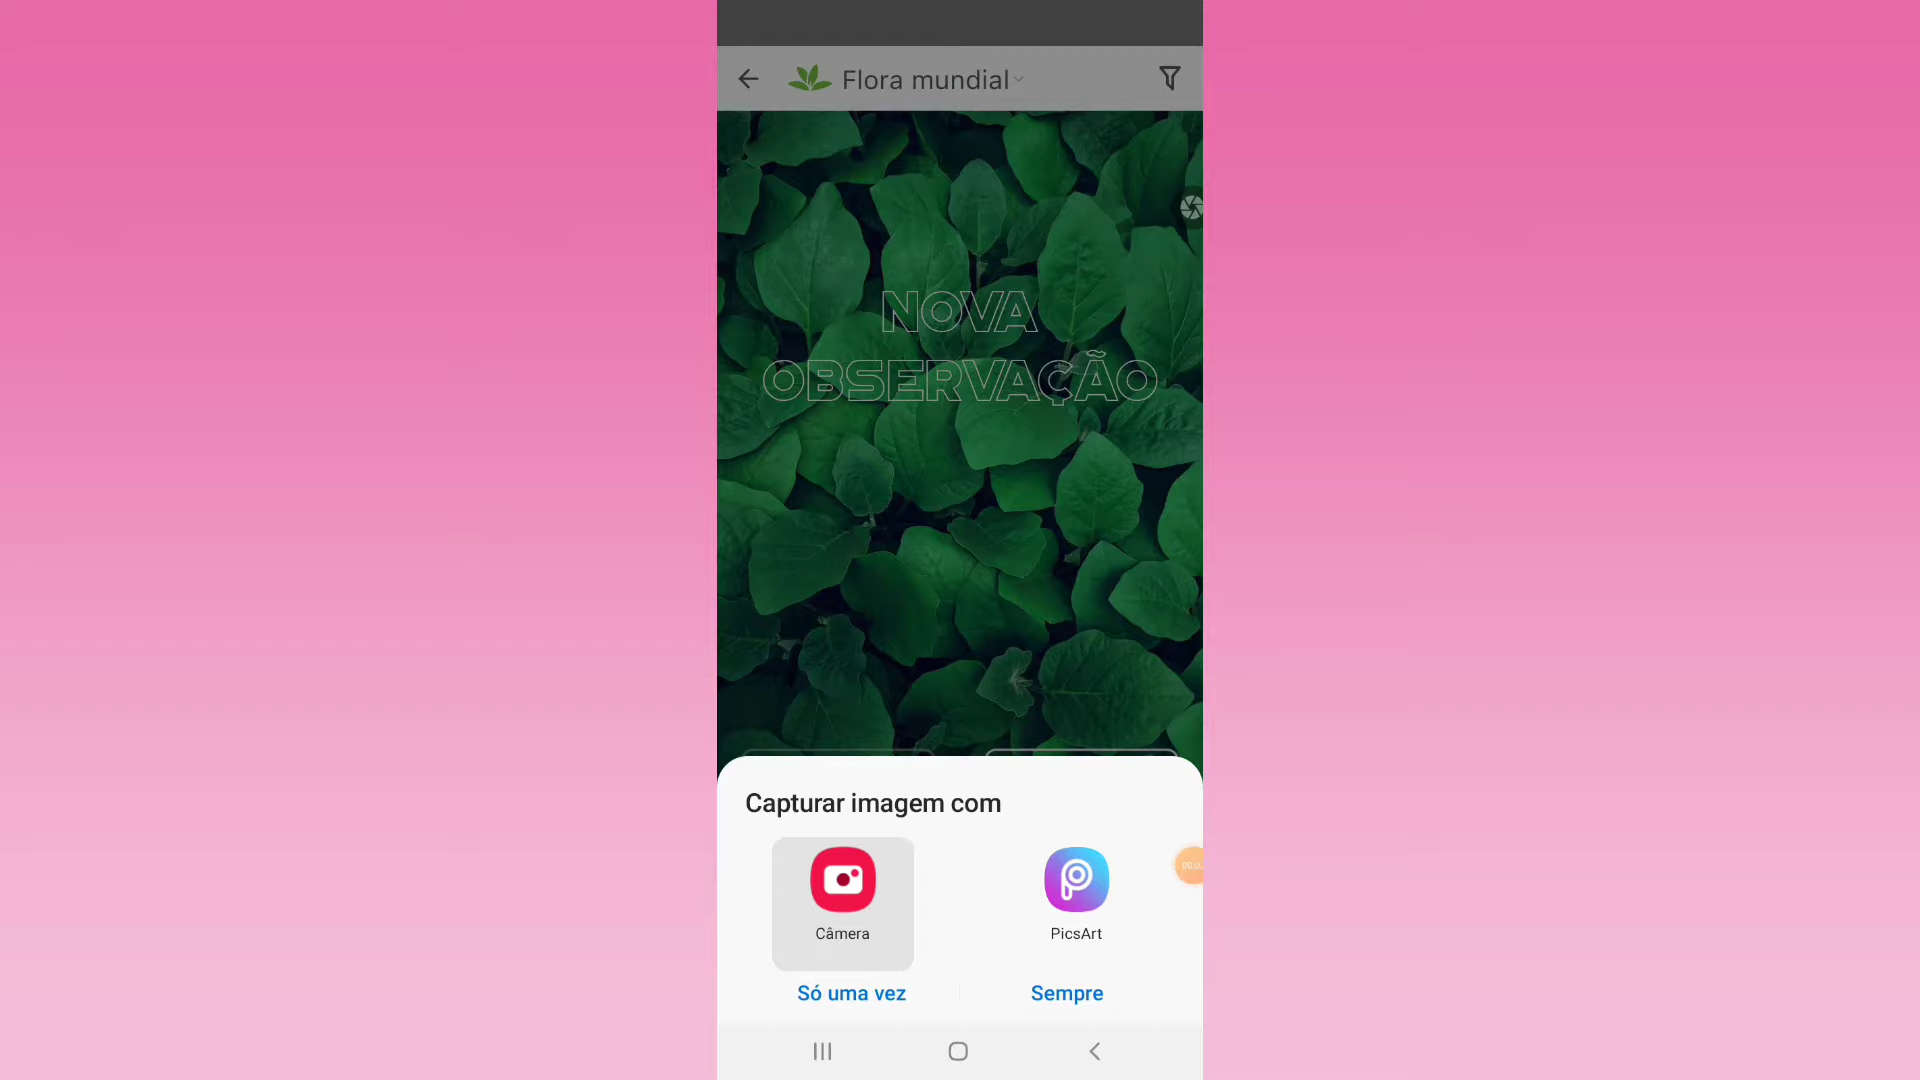 Flora mundial
NOVA
OBSERVAÇÃO
Capturar imagem com
Câmera
PicsArt
Só uma vez
Sempre